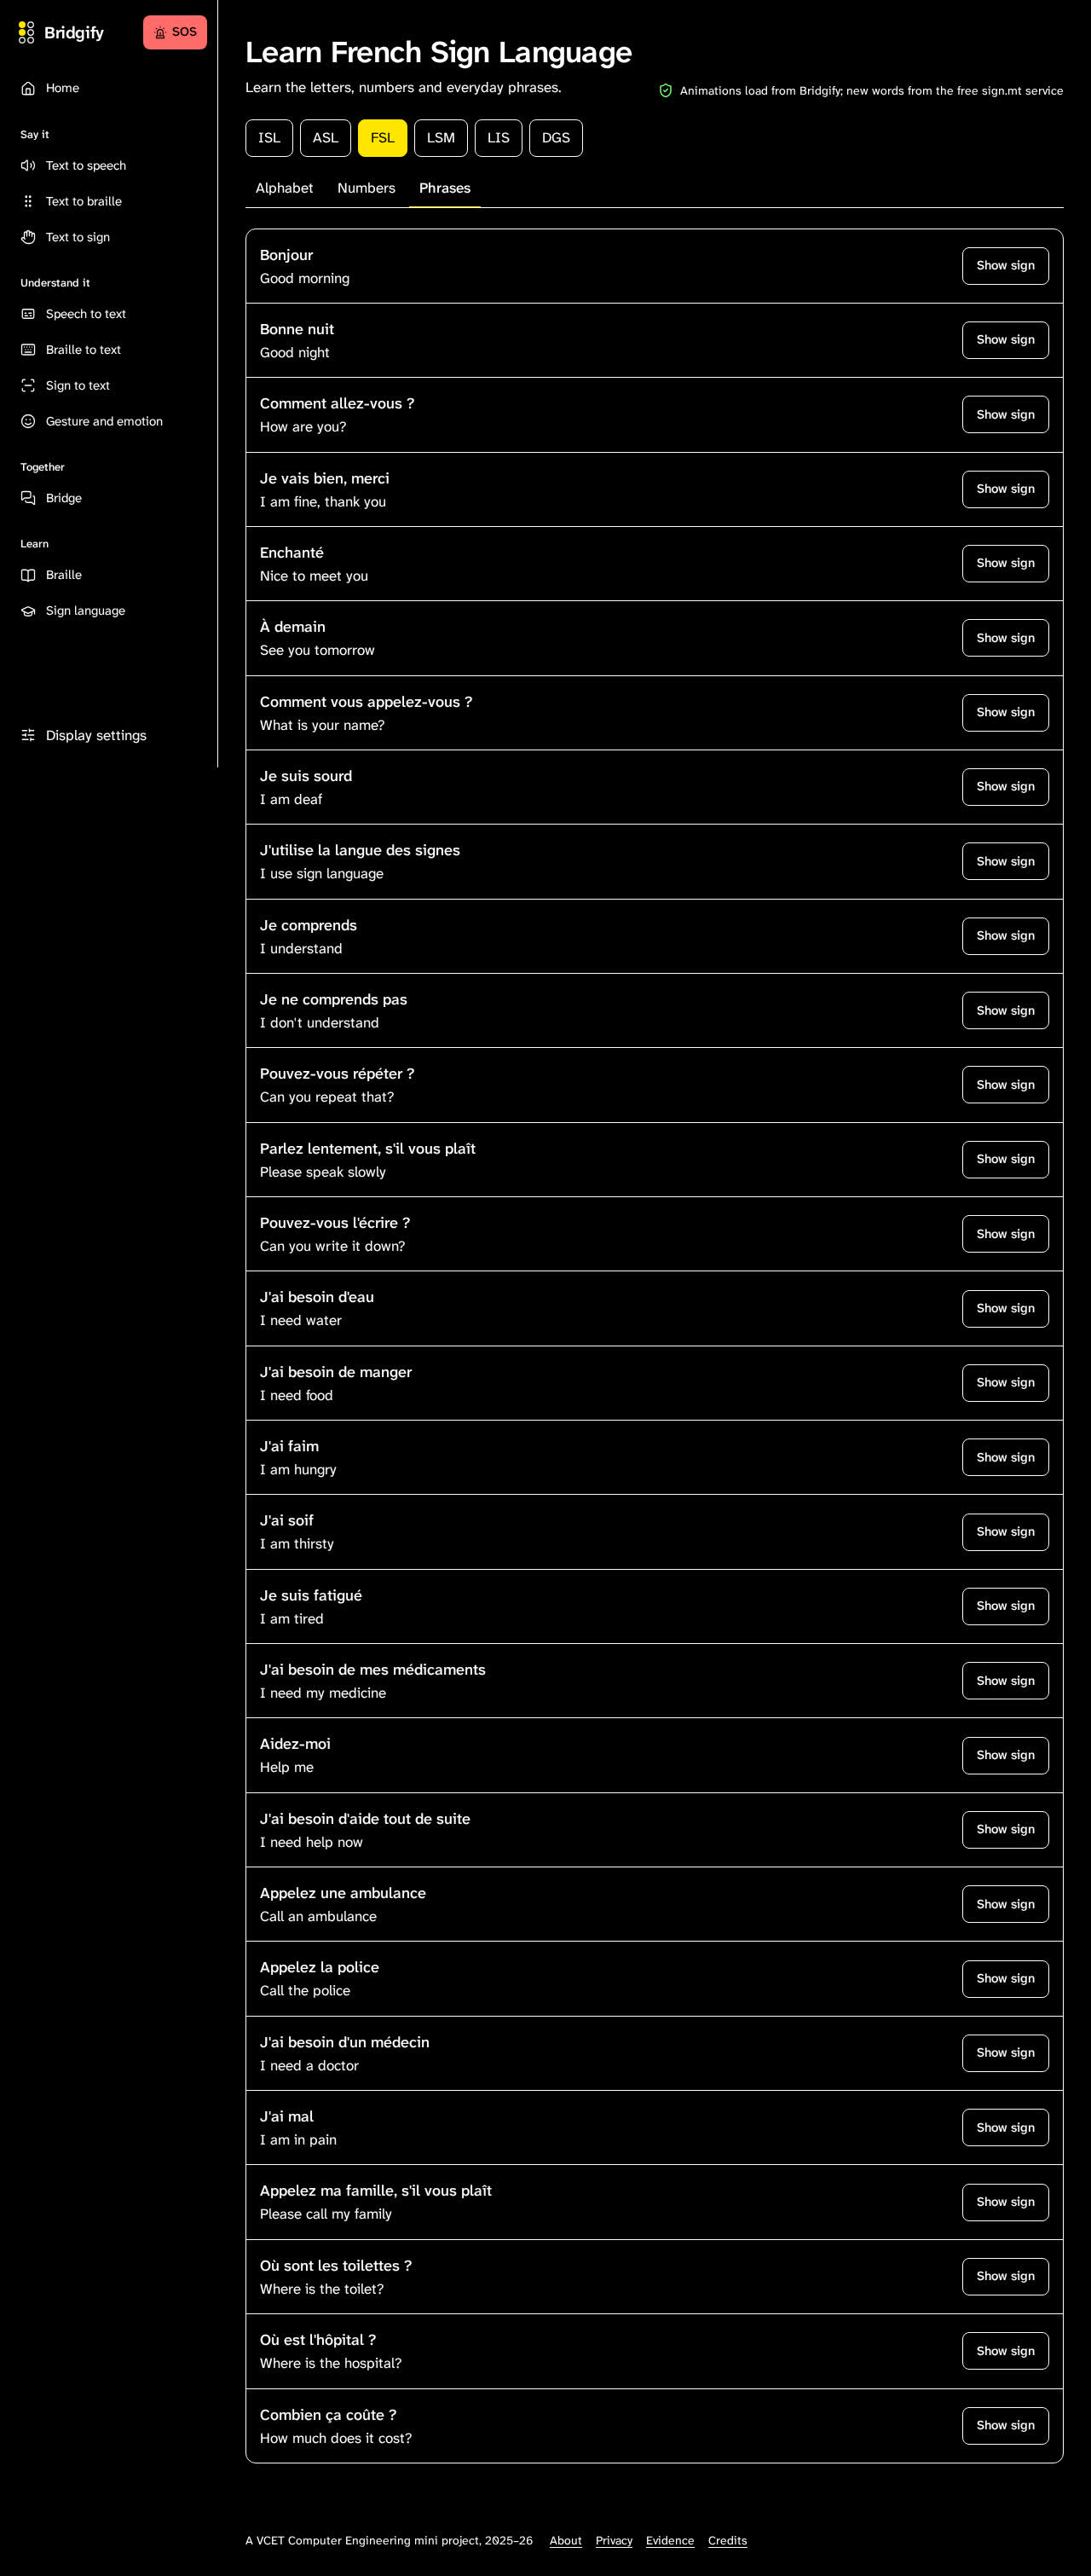 Bridgify
SOS
Home
Say it
Text to speech
Text to braille
Text to sign
Understand it
Speech to text
Braille to text
Sign to text
Gesture and emotion
Together
Bridge
Learn
Braille
Sign language
Display settings
Learn French Sign Language
Learn the letters, numbers and everyday phrases.
Animations load from Bridgify; new words from the free sign.mt service
ISL ASL FSL LSM LIS DGS
Alphabet Numbers Phrases
Bonjour
Good morning
Show sign
Bonne nuit
Good night
Show sign
Comment allez-vous ?
How are you?
Show sign
Je vais bien, merci
I am fine, thank you
Show sign
Enchanté
Nice to meet you
Show sign
À demain
See you tomorrow
Show sign
Comment vous appelez-vous ?
What is your name?
Show sign
Je suis sourd
I am deaf
Show sign
J'utilise la langue des signes
I use sign language
Show sign
Je comprends
I understand
Show sign
Je ne comprends pas
I don't understand
Show sign
Pouvez-vous répéter ?
Can you repeat that?
Show sign
Parlez lentement, s'il vous plaît
Please speak slowly
Show sign
Pouvez-vous l'écrire ?
Can you write it down?
Show sign
J'ai besoin d'eau
I need water
Show sign
J'ai besoin de manger
I need food
Show sign
J'ai faim
I am hungry
Show sign
J'ai soif
I am thirsty
Show sign
Je suis fatigué
I am tired
Show sign
J'ai besoin de mes médicaments
I need my medicine
Show sign
Aidez-moi
Help me
Show sign
J'ai besoin d'aide tout de suite
I need help now
Show sign
Appelez une ambulance
Call an ambulance
Show sign
Appelez la police
Call the police
Show sign
J'ai besoin d'un médecin
I need a doctor
Show sign
J'ai mal
I am in pain
Show sign
Appelez ma famille, s'il vous plaît
Please call my family
Show sign
Où sont les toilettes ?
Where is the toilet?
Show sign
Où est l'hôpital ?
Where is the hospital?
Show sign
Combien ça coûte ?
How much does it cost?
Show sign
A VCET Computer Engineering mini project, 2025–26 About Privacy Evidence Credits